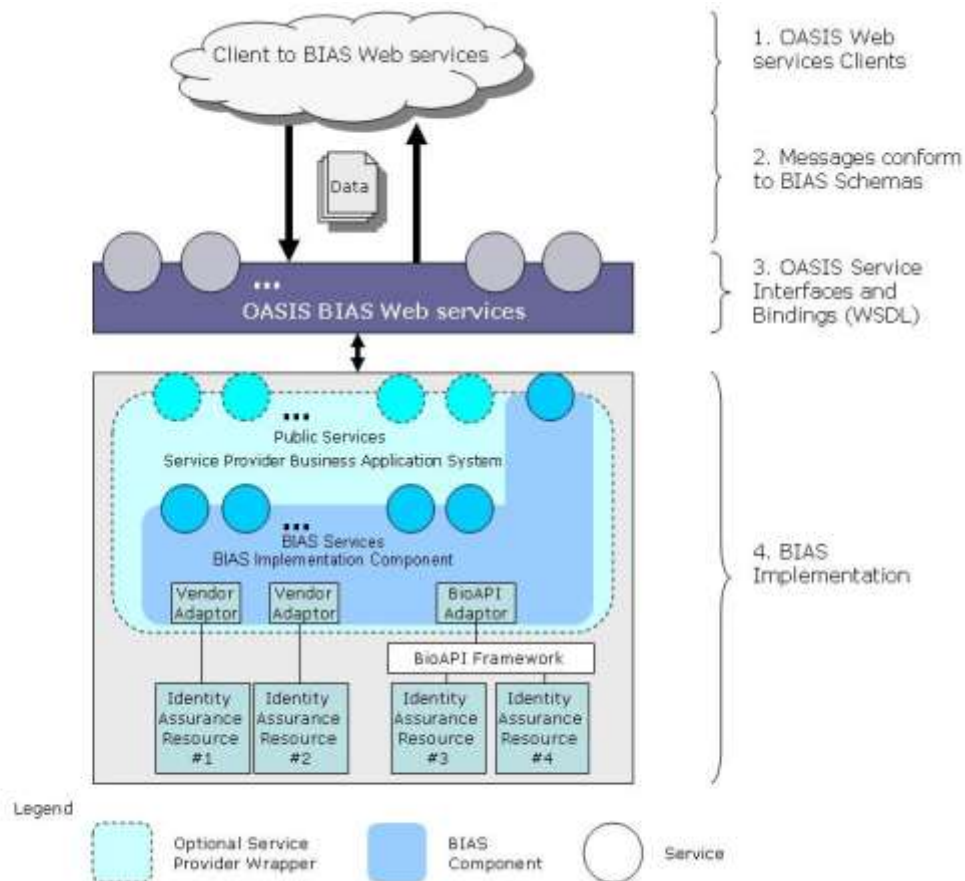 Client to BIAS Web services
1. OASIS Web
services Clients
Data
2. Messages conform
to BIAS Schemas
...
OASIS BIAS Web services
3. OASIS Service
Interfaces and
Bindings (WSDL)
...
Public Services
Service Provider Business Application System
...
BIAS Services
BIAS Implementation Component
4. BIAS
Implementation
Vendor
Adaptor
Vendor
Adaptor
BioAPI
Adaptor
BioAPI Framework
Identity
Assurance
Resource
#1
Identity
Assurance
Resource
#2
Identity
Assurance
Resource
#3
Identity
Assurance
Resource
#4
Legend
Optional Service
Provider Wrapper
BIAS
Component
Service